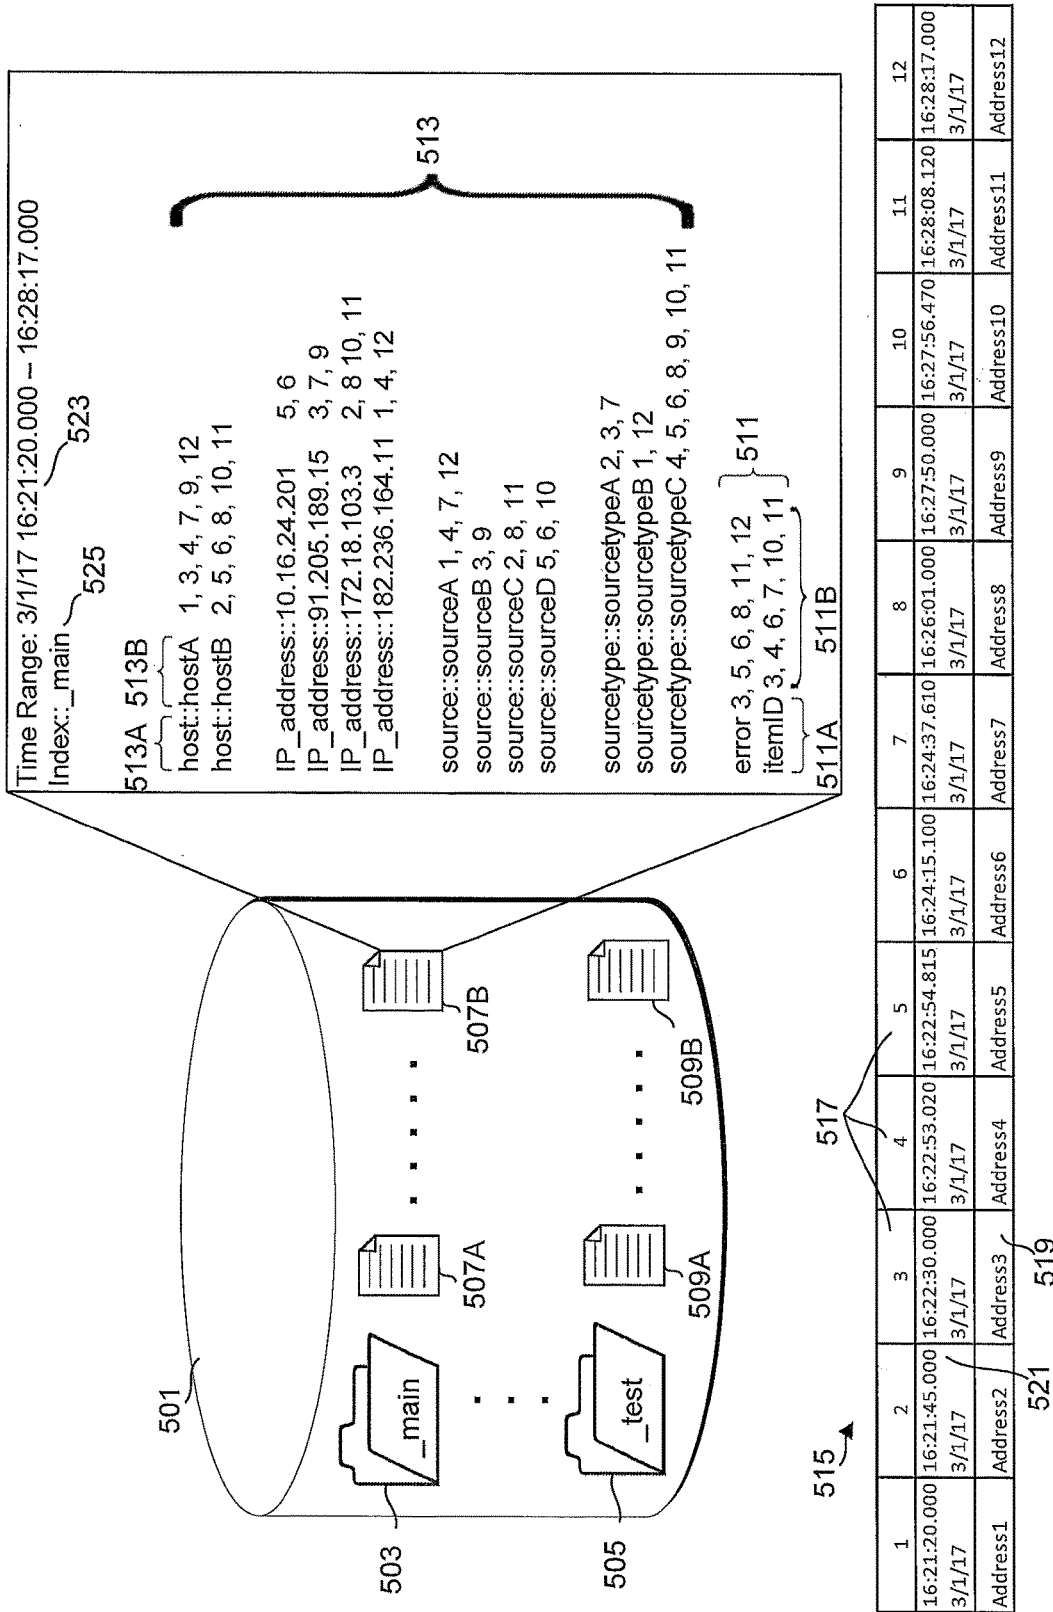 Time Range: 3/1/17 16:21:20.000 – 16:28:17.000
523
Index::_main
525
513A 513B
host::hostA 1, 3, 4, 7, 9, 12
host::hostB 2, 5, 6, 8, 10, 11
IP_address::10.16.24.201 5, 6
IP_address::91.205.189.15 3, 7, 9
IP_address::172.18.103.3 2, 8 10, 11
IP_address::182.236.164.11 1, 4, 12
513
source::sourceA 1, 4, 7, 12
source::sourceB 3, 9
source::sourceC 2, 8, 11
source::sourceD 5, 6, 10
sourcetype::sourcetypeA 2, 3, 7
sourcetype::sourcetypeB 1, 12
sourcetype::sourcetypeC 4, 5, 6, 8, 9, 10, 11
error 3, 5, 6, 8, 11, 12
itemID 3, 4, 6, 7, 10, 11
511
511A 511B
501
_main
503
507A
507B
_test
505
509A
509B
515
517
1 2 3 4 5 6 7 8 9 10 11 12
16:21:20.000 16:21:45.000 16:22:30.000 16:22:53.020 16:22:54.815 16:24:15.100 16:24:37.610 16:26:01.000 16:27:50.000 16:27:56.470 16:28:08.120 16:28:17.000
3/1/17 3/1/17 3/1/17 3/1/17 3/1/17 3/1/17 3/1/17 3/1/17 3/1/17 3/1/17 3/1/17 3/1/17
Address1 Address2 Address3 Address4 Address5 Address6 Address7 Address8 Address9 Address10 Address11 Address12
521
519